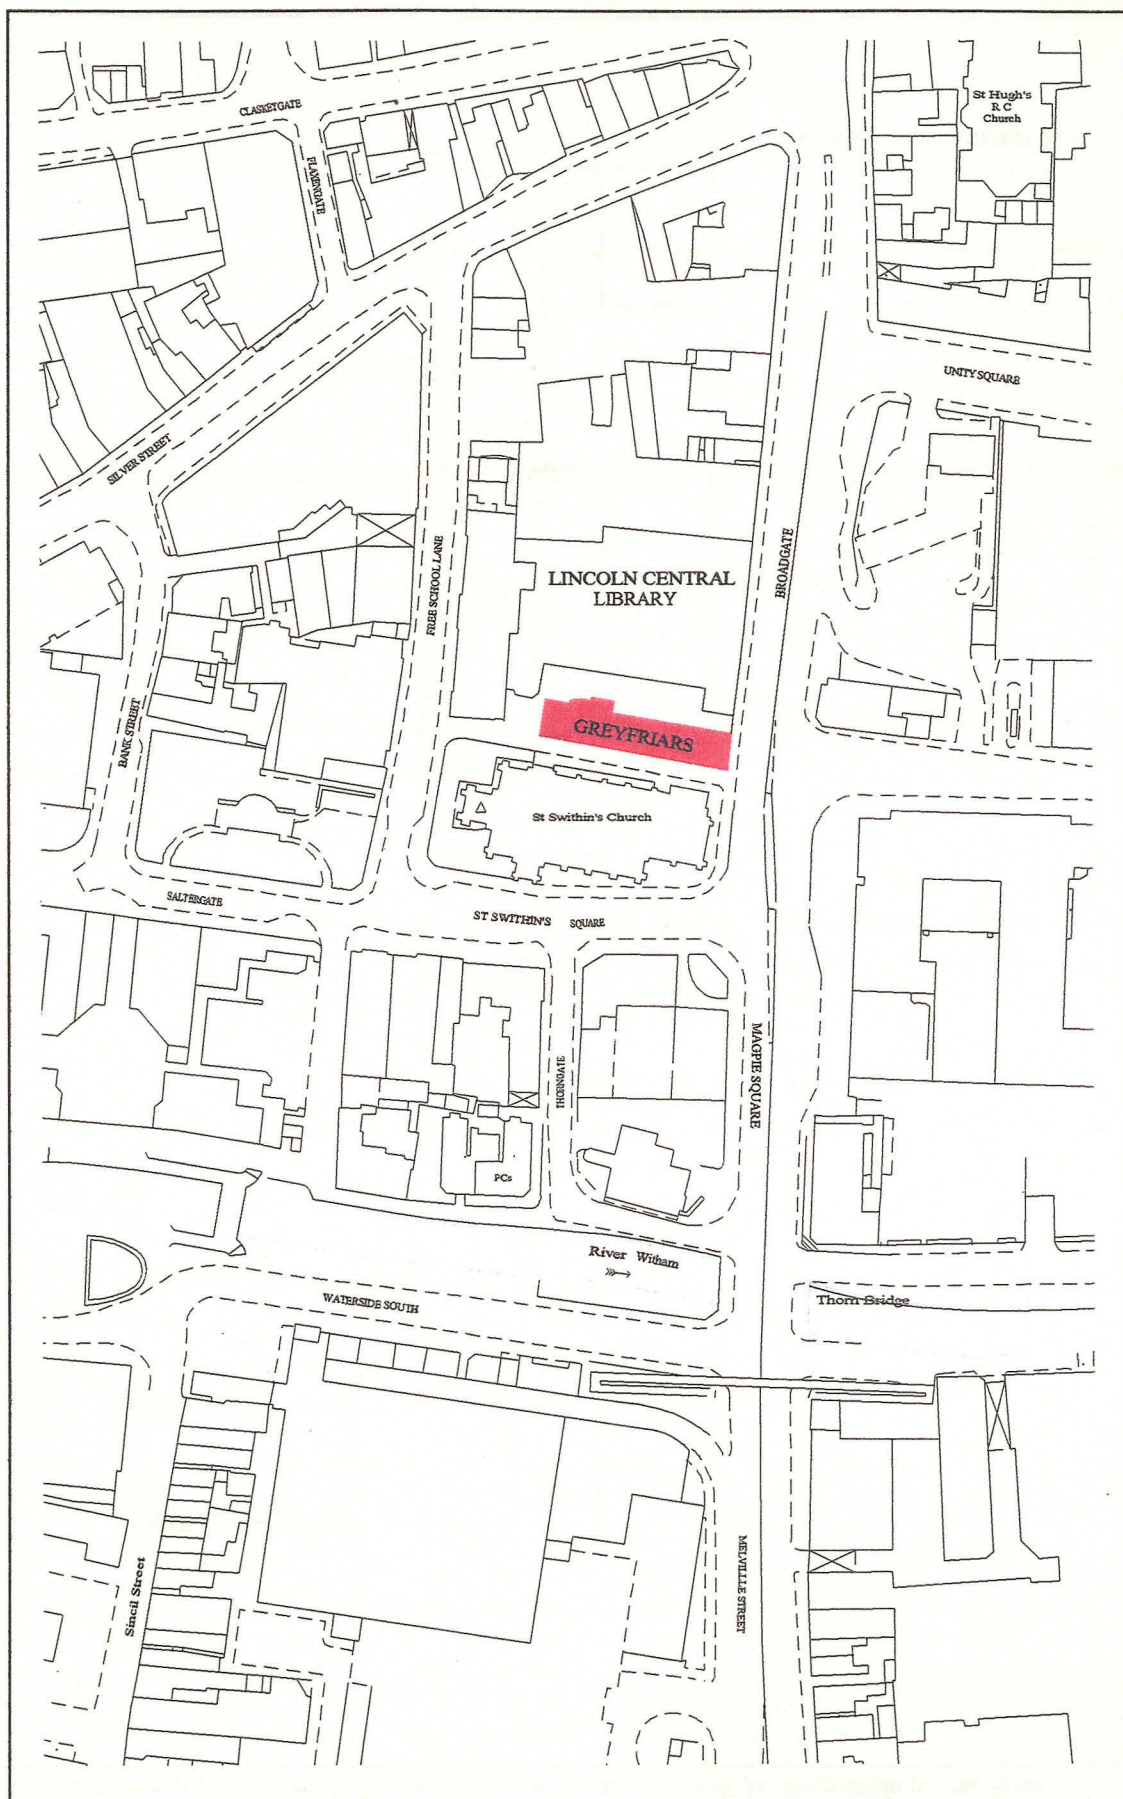 CLASKETGATE
FLAXENGATE
St Hugh's
R C
Church
UNITY SQUARE
SILVER STREET
FREE SCHOOL LANE
BROADGATE
LINCOLN CENTRAL
LIBRARY
GREYFRIARS
BANK STREET
St Swithin's Church
SALTERGATE
ST SWITHIN'S SQUARE
THORNGATE
MAGPIE SQUARE
PCs
River Witham
WATERSIDE SOUTH
Thorn Bridge
MELVILLE STREET
Sincil Street